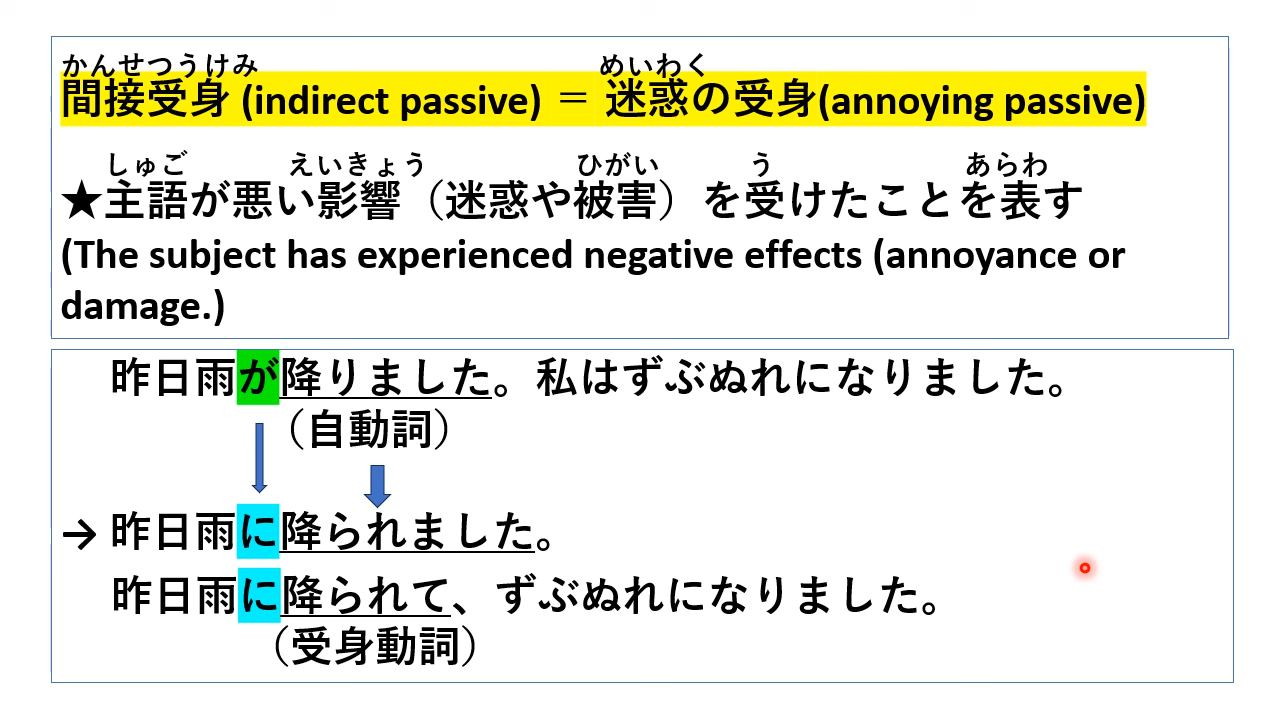 かんせつうけみ めいわく
間接受身 (indirect passive) ＝ 迷惑の受身(annoying passive)
しゅご えいきょう ひがい う あらわ
★主語が悪い影響（迷惑や被害）を受けたことを表す
(The subject has experienced negative effects (annoyance or
damage.)
昨日雨が降りました。私はずぶぬれになりました。
（自動詞）
→ 昨日雨に降られました。
昨日雨に降られて、ずぶぬれになりました。
（受身動詞）